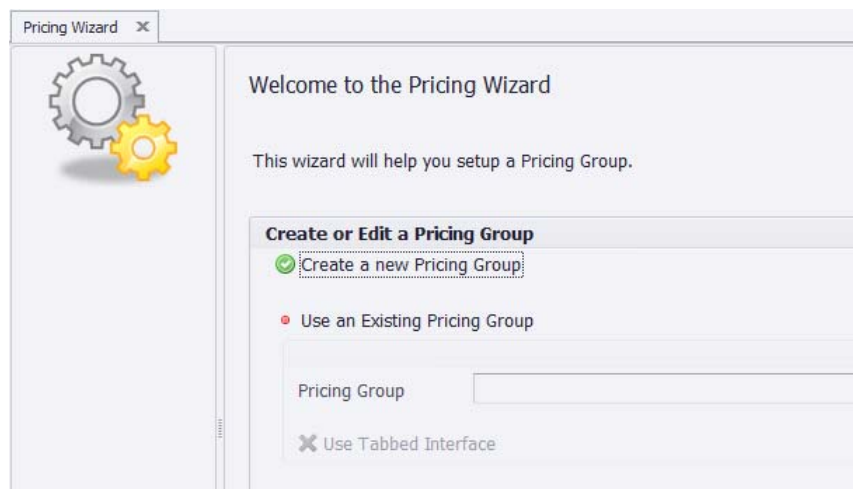 Pricing Wizard
Welcome to the Pricing Wizard
This wizard will help you setup a Pricing Group.
Create or Edit a Pricing Group
Create a new Pricing Group
Use an Existing Pricing Group
Pricing Group
Use Tabbed Interface